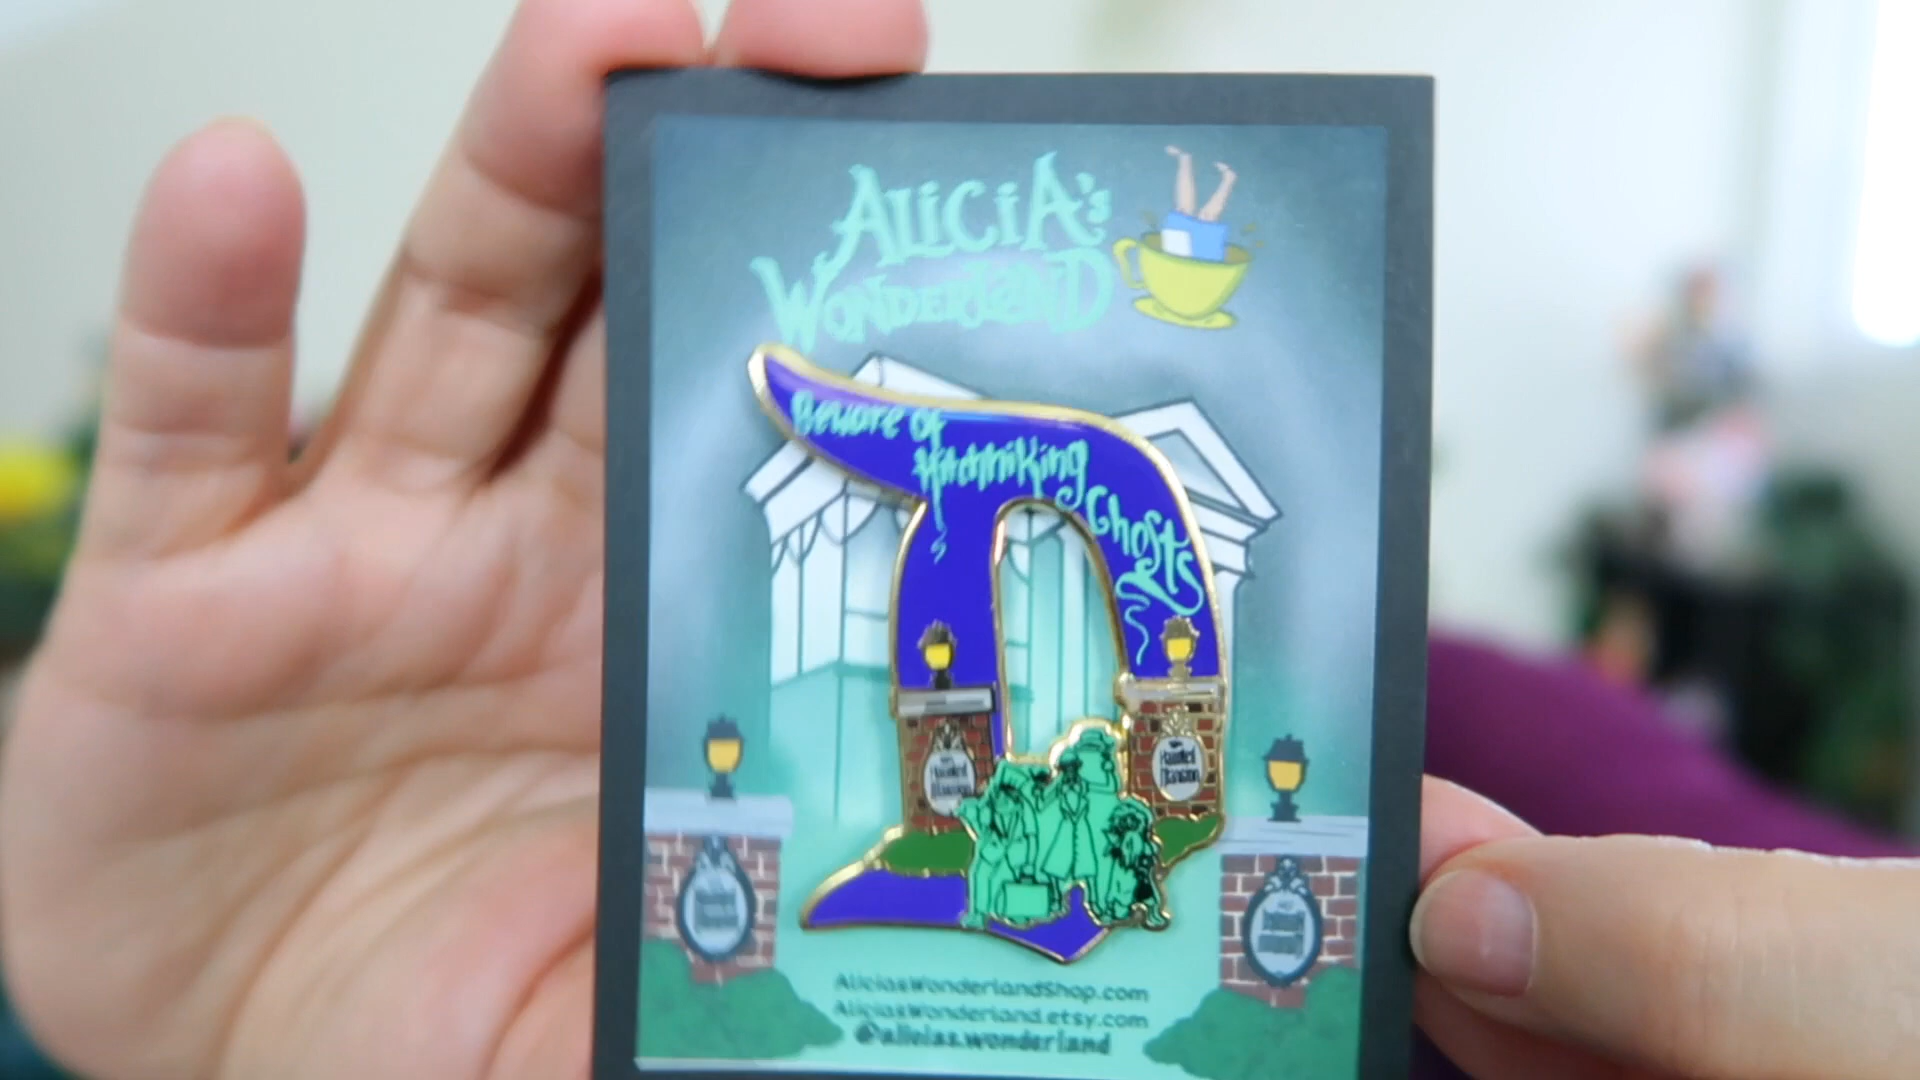 ALiCiA's
WONDERLaND
Beware of
Hitchhiking
Ghosts
Haunted
Mansion
Haunted
Mansion
AliciasWonderlandShop.com
AliciasWonderland.etsy.com
@alicias.wonderland